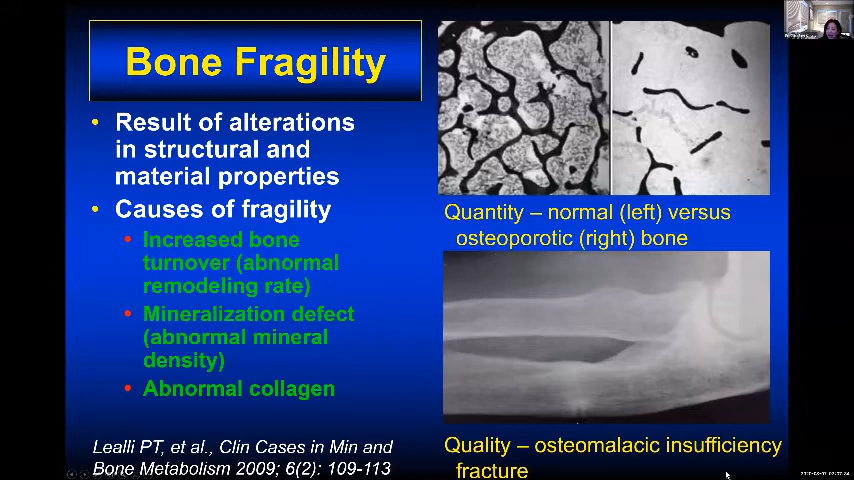 Bone Fragility
• Result of alterations
in structural and
material properties
• Causes of fragility
• Increased bone
turnover (abnormal
remodeling rate)
• Mineralization defect
(abnormal mineral
density)
• Abnormal collagen
Lealli PT, et al., Clin Cases in Min and
Bone Metabolism 2009; 6(2): 109-113
Quantity – normal (left) versus
osteoporotic (right) bone
Quality – osteomalacic insufficiency
fracture